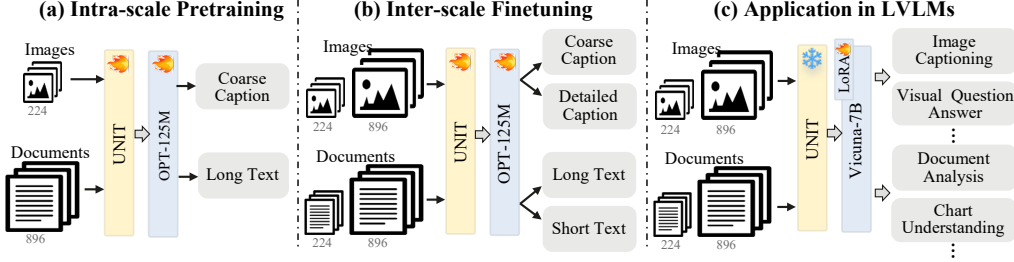 (a) Intra-scale Pretraining
Images
224
Documents
896
UNIT
OPT-125M
Coarse
Caption
Long Text
(b) Inter-scale Finetuning
Images
224
896
Documents
224
896
UNIT
OPT-125M
Coarse
Caption
Detailed
Caption
Long Text
Short Text
(c) Application in LVLMs
Images
224
896
Documents
224
896
UNIT
LoRA
Vicuna-7B
Image
Captioning
Visual Question
Answer
Document
Analysis
Chart
Understanding